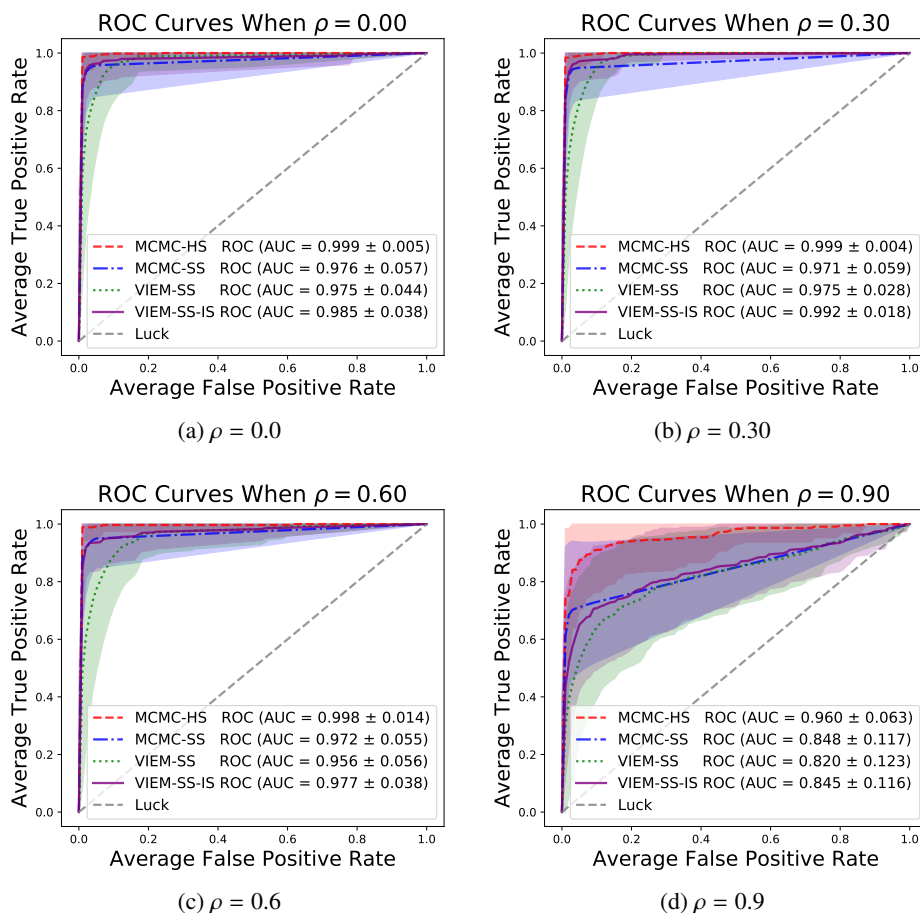 ROC Curves When ρ = 0.00
Average True Positive Rate
1.0
0.8
0.6
0.4
0.2
0.0
MCMC-HS ROC (AUC = 0.999 ± 0.005)
MCMC-SS ROC (AUC = 0.976 ± 0.057)
VIEM-SS ROC (AUC = 0.975 ± 0.044)
VIEM-SS-IS ROC (AUC = 0.985 ± 0.038)
Luck
0.0 0.2 0.4 0.6 0.8 1.0
Average False Positive Rate
(a) ρ = 0.0
ROC Curves When ρ = 0.30
Average True Positive Rate
1.0
0.8
0.6
0.4
0.2
0.0
MCMC-HS ROC (AUC = 0.999 ± 0.004)
MCMC-SS ROC (AUC = 0.971 ± 0.059)
VIEM-SS ROC (AUC = 0.975 ± 0.028)
VIEM-SS-IS ROC (AUC = 0.992 ± 0.018)
Luck
0.0 0.2 0.4 0.6 0.8 1.0
Average False Positive Rate
(b) ρ = 0.30
ROC Curves When ρ = 0.60
Average True Positive Rate
1.0
0.8
0.6
0.4
0.2
0.0
MCMC-HS ROC (AUC = 0.998 ± 0.014)
MCMC-SS ROC (AUC = 0.972 ± 0.055)
VIEM-SS ROC (AUC = 0.956 ± 0.056)
VIEM-SS-IS ROC (AUC = 0.977 ± 0.038)
Luck
0.0 0.2 0.4 0.6 0.8 1.0
Average False Positive Rate
(c) ρ = 0.6
ROC Curves When ρ = 0.90
Average True Positive Rate
1.0
0.8
0.6
0.4
0.2
0.0
MCMC-HS ROC (AUC = 0.960 ± 0.063)
MCMC-SS ROC (AUC = 0.848 ± 0.117)
VIEM-SS ROC (AUC = 0.820 ± 0.123)
VIEM-SS-IS ROC (AUC = 0.845 ± 0.116)
Luck
0.0 0.2 0.4 0.6 0.8 1.0
Average False Positive Rate
(d) ρ = 0.9